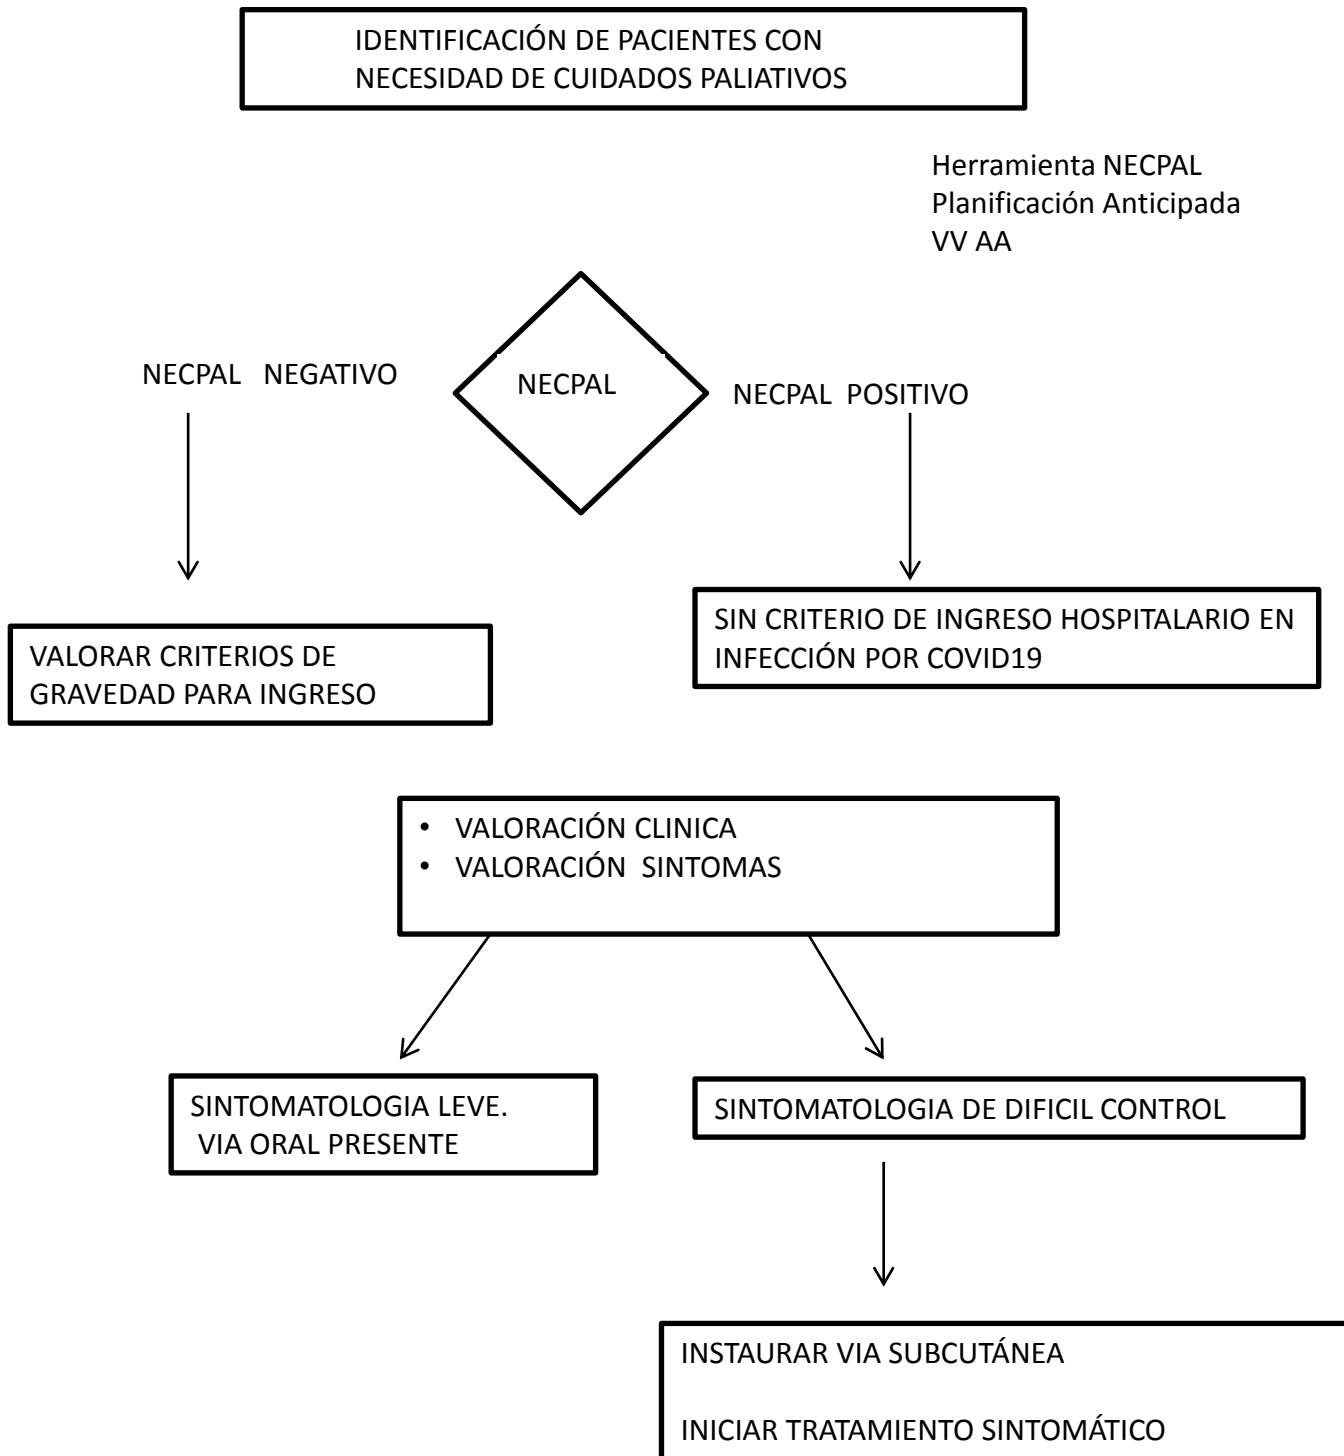 IDENTIFICACIÓN DE PACIENTES CON
NECESIDAD DE CUIDADOS PALIATIVOS
Herramienta NECPAL
Planificación Anticipada
VV AA
NECPAL NEGATIVO
NECPAL
NECPAL POSITIVO
VALORAR CRITERIOS DE
GRAVEDAD PARA INGRESO
SIN CRITERIO DE INGRESO HOSPITALARIO EN
INFECCIÓN POR COVID19
• VALORACIÓN CLINICA
• VALORACIÓN SINTOMAS
SINTOMATOLOGIA LEVE.
VIA ORAL PRESENTE
SINTOMATOLOGIA DE DIFICIL CONTROL
INSTAURAR VIA SUBCUTÁNEA
INICIAR TRATAMIENTO SINTOMÁTICO